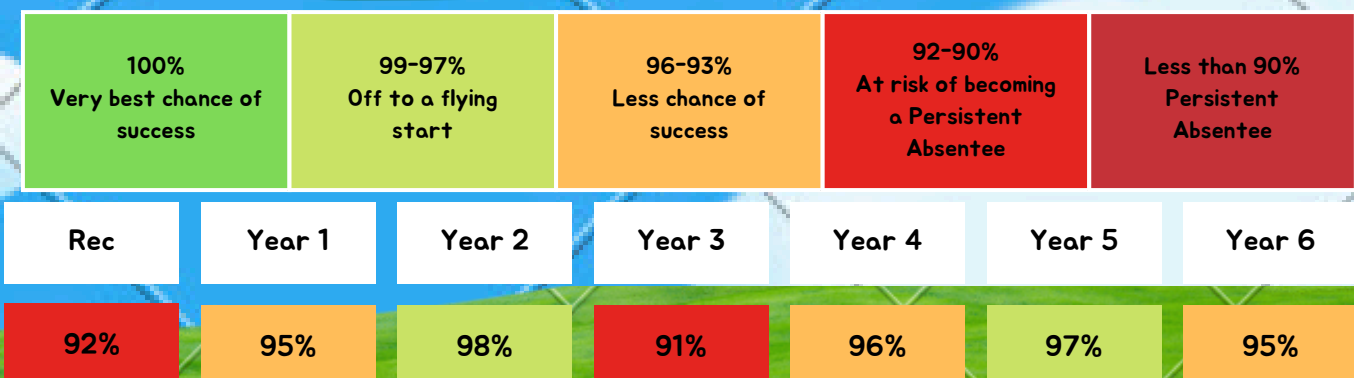 100%
Very best chance of
success
99-97%
Off to a flying
start
96-93%
Less chance of
success
92-90%
At risk of becoming
a Persistent
Absentee
Less than 90%
Persistent
Absentee
Rec
Year 1
Year 2
Year 3
Year 4
Year 5
Year 6
92%
95%
98%
91%
96%
97%
95%